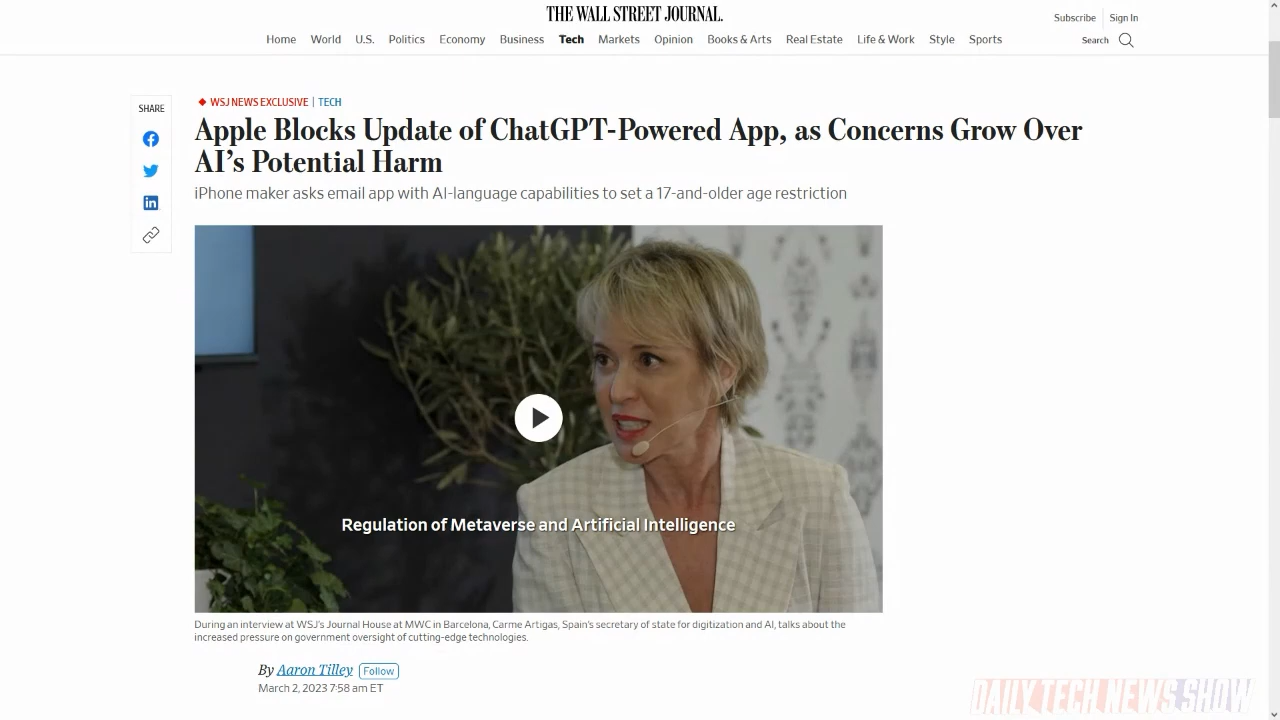 THE WALL STREET JOURNAL.
Subscribe
Sign In
Home World U.S. Politics Economy Business Tech Markets Opinion Books & Arts Real Estate Life & Work Style Sports
Search
SHARE
WSJ NEWS EXCLUSIVE | TECH
Apple Blocks Update of ChatGPT-Powered App, as Concerns Grow Over
AI’s Potential Harm
iPhone maker asks email app with AI-language capabilities to set a 17-and-older age restriction
Regulation of Metaverse and Artificial Intelligence
During an interview at WSJ’s Journal House at MWC in Barcelona, Carme Artigas, Spain’s secretary of state for digitization and AI, talks about the
increased pressure on government oversight of cutting-edge technologies.
By Aaron Tilley Follow
March 2, 2023 7:58 am ET
DAILY TECH NEWS SHOW